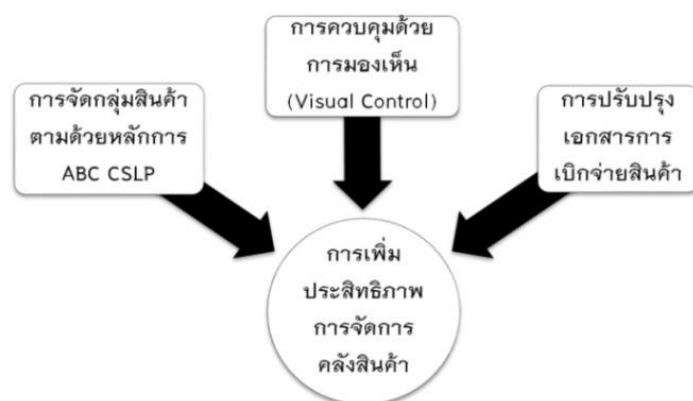 การจัดกลุ่มสินค้า
ตามด้วยหลักการ
ABC CSLP
การควบคุมด้วย
การมองเห็น
(Visual Control)
การปรับปรุง
เอกสารการ
เบิกจ่ายสินค้า
การเพิ่ม
ประสิทธิภาพ
การจัดการ
คลังสินค้า